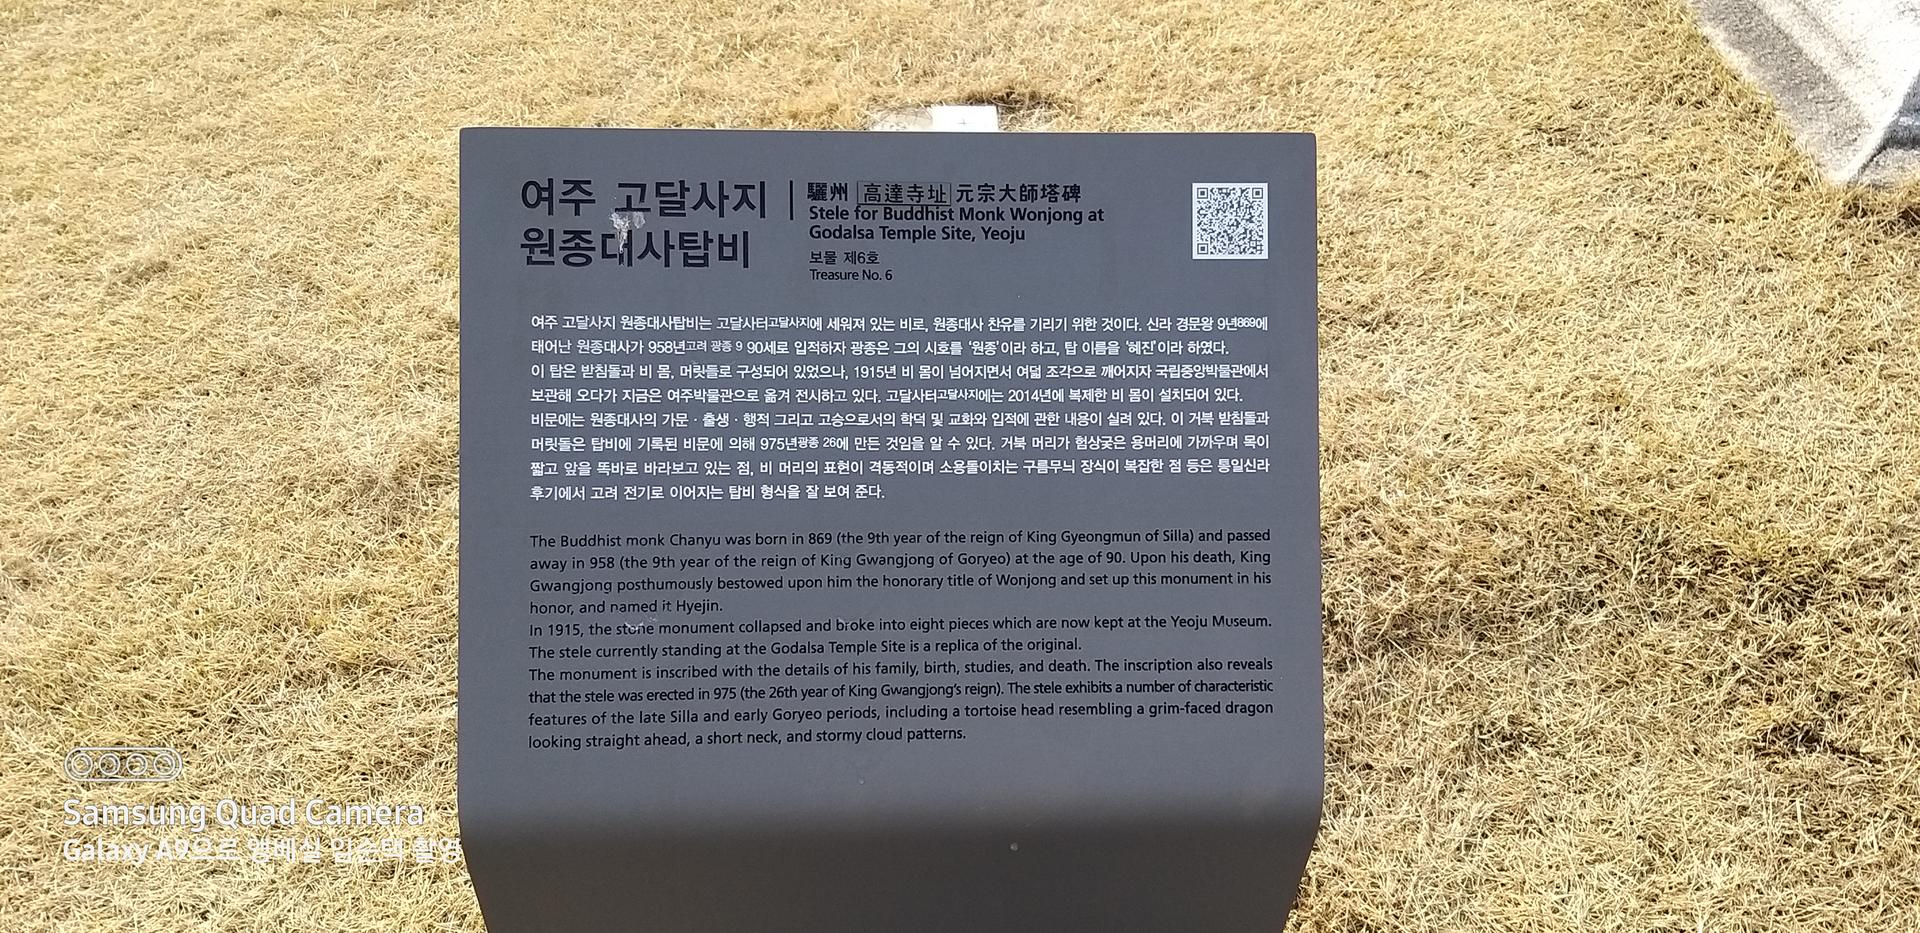 여주 고달사지
원종대사탑비
驪州 高達寺址 元宗大師塔碑
Stele for Buddhist Monk Wonjong at
Godalsa Temple Site, Yeoju
보물 제6호
Treasure No. 6
여주 고달사지 원종대사탑비는 고달사터고달사지에 세워져 있는 비로, 원종대사 찬유를 기리기 위한 것이다. 신라 경문왕 9년869에
태어난 원종대사가 958년고려 광종 9 90세로 입적하자 광종은 그의 시호를 ‘원종’이라 하고, 탑 이름을 ‘혜진’이라 하였다.
이 탑은 받침돌과 비 몸, 머릿돌로 구성되어 있었으나, 1915년 비 몸이 넘어지면서 여덟 조각으로 깨어지자 국립중앙박물관에서
보관해 오다가 지금은 여주박물관으로 옮겨 전시하고 있다. 고달사터고달사지에는 2014년에 복제한 비 몸이 설치되어 있다.
비문에는 원종대사의 가문 · 출생 · 행적 그리고 고승으로서의 학덕 및 교화와 입적에 관한 내용이 실려 있다. 이 거북 받침돌과
머릿돌은 탑비에 기록된 비문에 의해 975년광종 26에 만든 것임을 알 수 있다. 거북 머리가 험상궂은 용머리에 가까우며 목이
짧고 앞을 똑바로 바라보고 있는 점, 비 머리의 표현이 격동적이며 소용돌이치는 구름무늬 장식이 복잡한 점 등은 통일신라
후기에서 고려 전기로 이어지는 탑비 형식을 잘 보여 준다.
The Buddhist monk Chanyu was born in 869 (the 9th year of the reign of King Gyeongmun of Silla) and passed
away in 958 (the 9th year of the reign of King Gwangjong of Goryeo) at the age of 90. Upon his death, King
Gwangjong posthumously bestowed upon him the honorary title of Wonjong and set up this monument in his
honor, and named it Hyejin.
In 1915, the stone monument collapsed and broke into eight pieces which are now kept at the Yeoju Museum.
The stele currently standing at the Godalsa Temple Site is a replica of the original.
The monument is inscribed with the details of his family, birth, studies, and death. The inscription also reveals
that the stele was erected in 975 (the 26th year of King Gwangjong's reign). The stele exhibits a number of characteristic
features of the late Silla and early Goryeo periods, including a tortoise head resembling a grim-faced dragon
looking straight ahead, a short neck, and stormy cloud patterns.
Samsung Quad Camera
Galaxy A9으로 앵베실 임순택 촬영